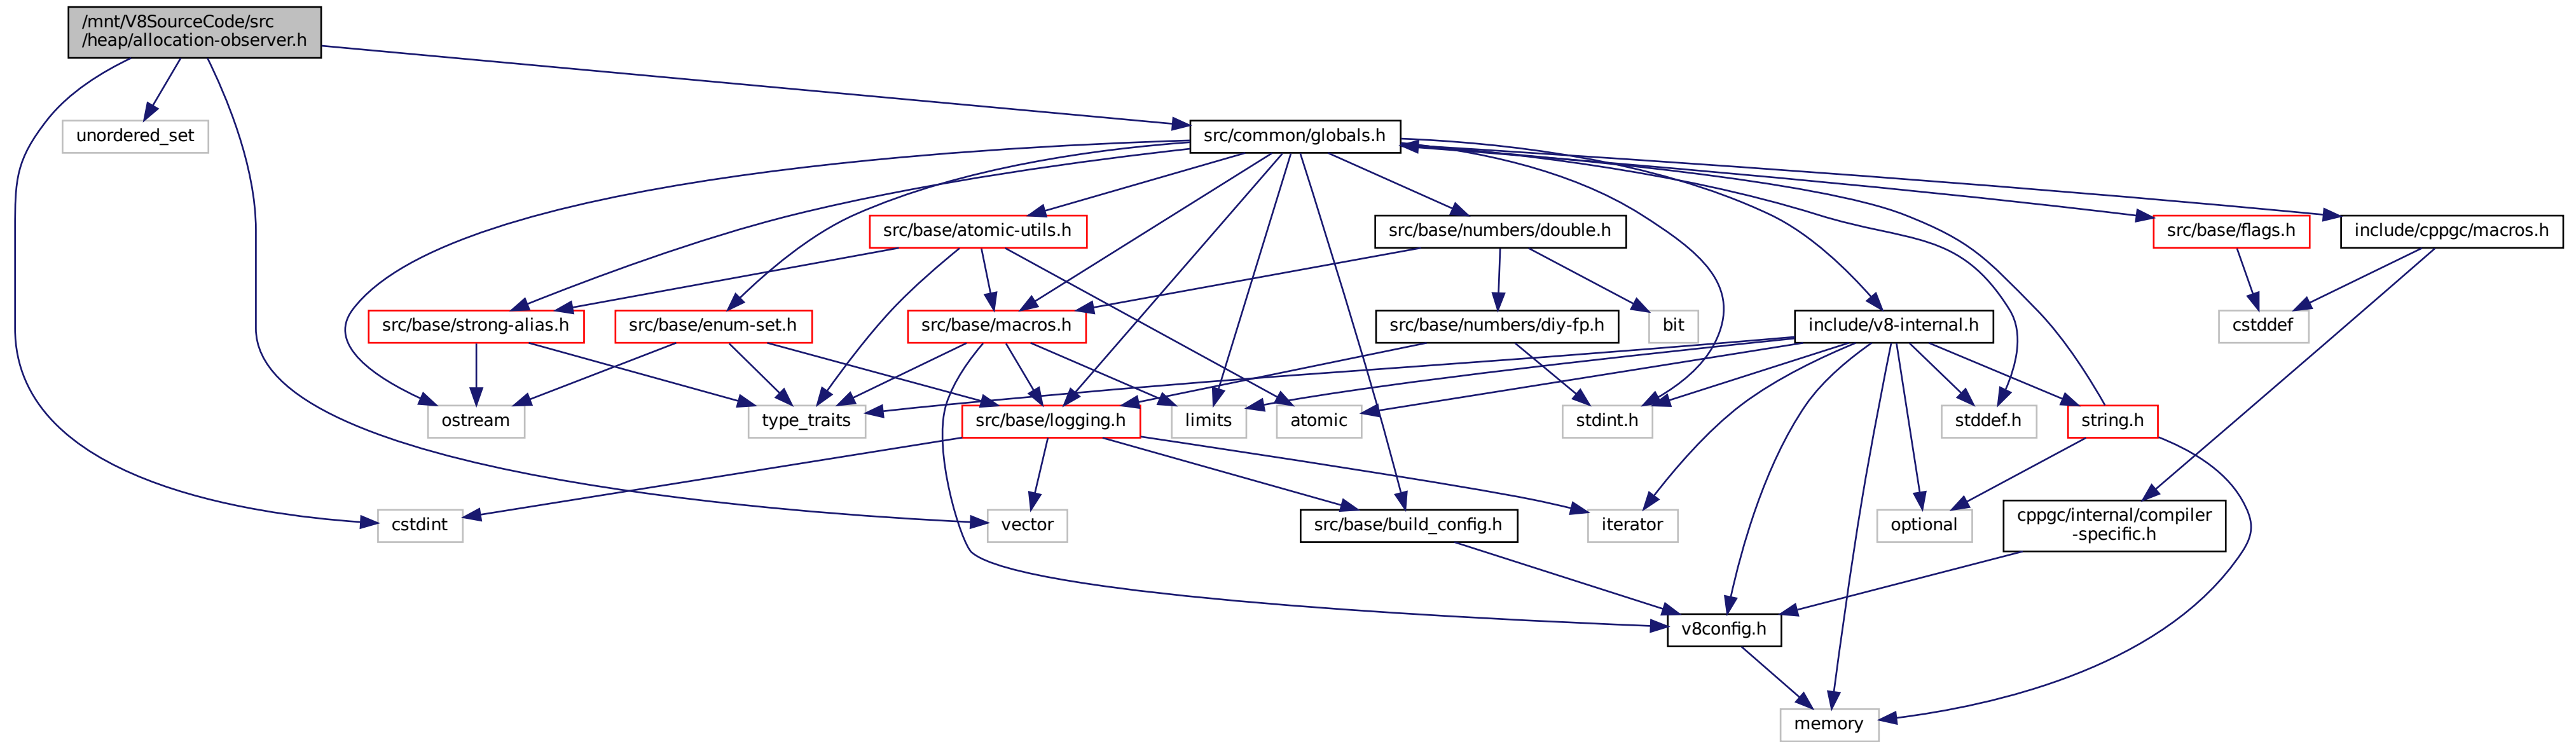 /mnt/V8SourceCode/src
/heap/allocation-observer.h
unordered_set
src/common/globals.h
src/base/atomic-utils.h
src/base/numbers/double.h
src/base/flags.h
include/cppgc/macros.h
src/base/strong-alias.h
src/base/enum-set.h
src/base/macros.h
src/base/numbers/diy-fp.h
bit
include/v8-internal.h
cstddef
ostream
type_traits
src/base/logging.h
limits
atomic
stdint.h
stddef.h
string.h
cstdint
vector
src/base/build_config.h
iterator
optional
cppgc/internal/compiler
-specific.h
v8config.h
memory